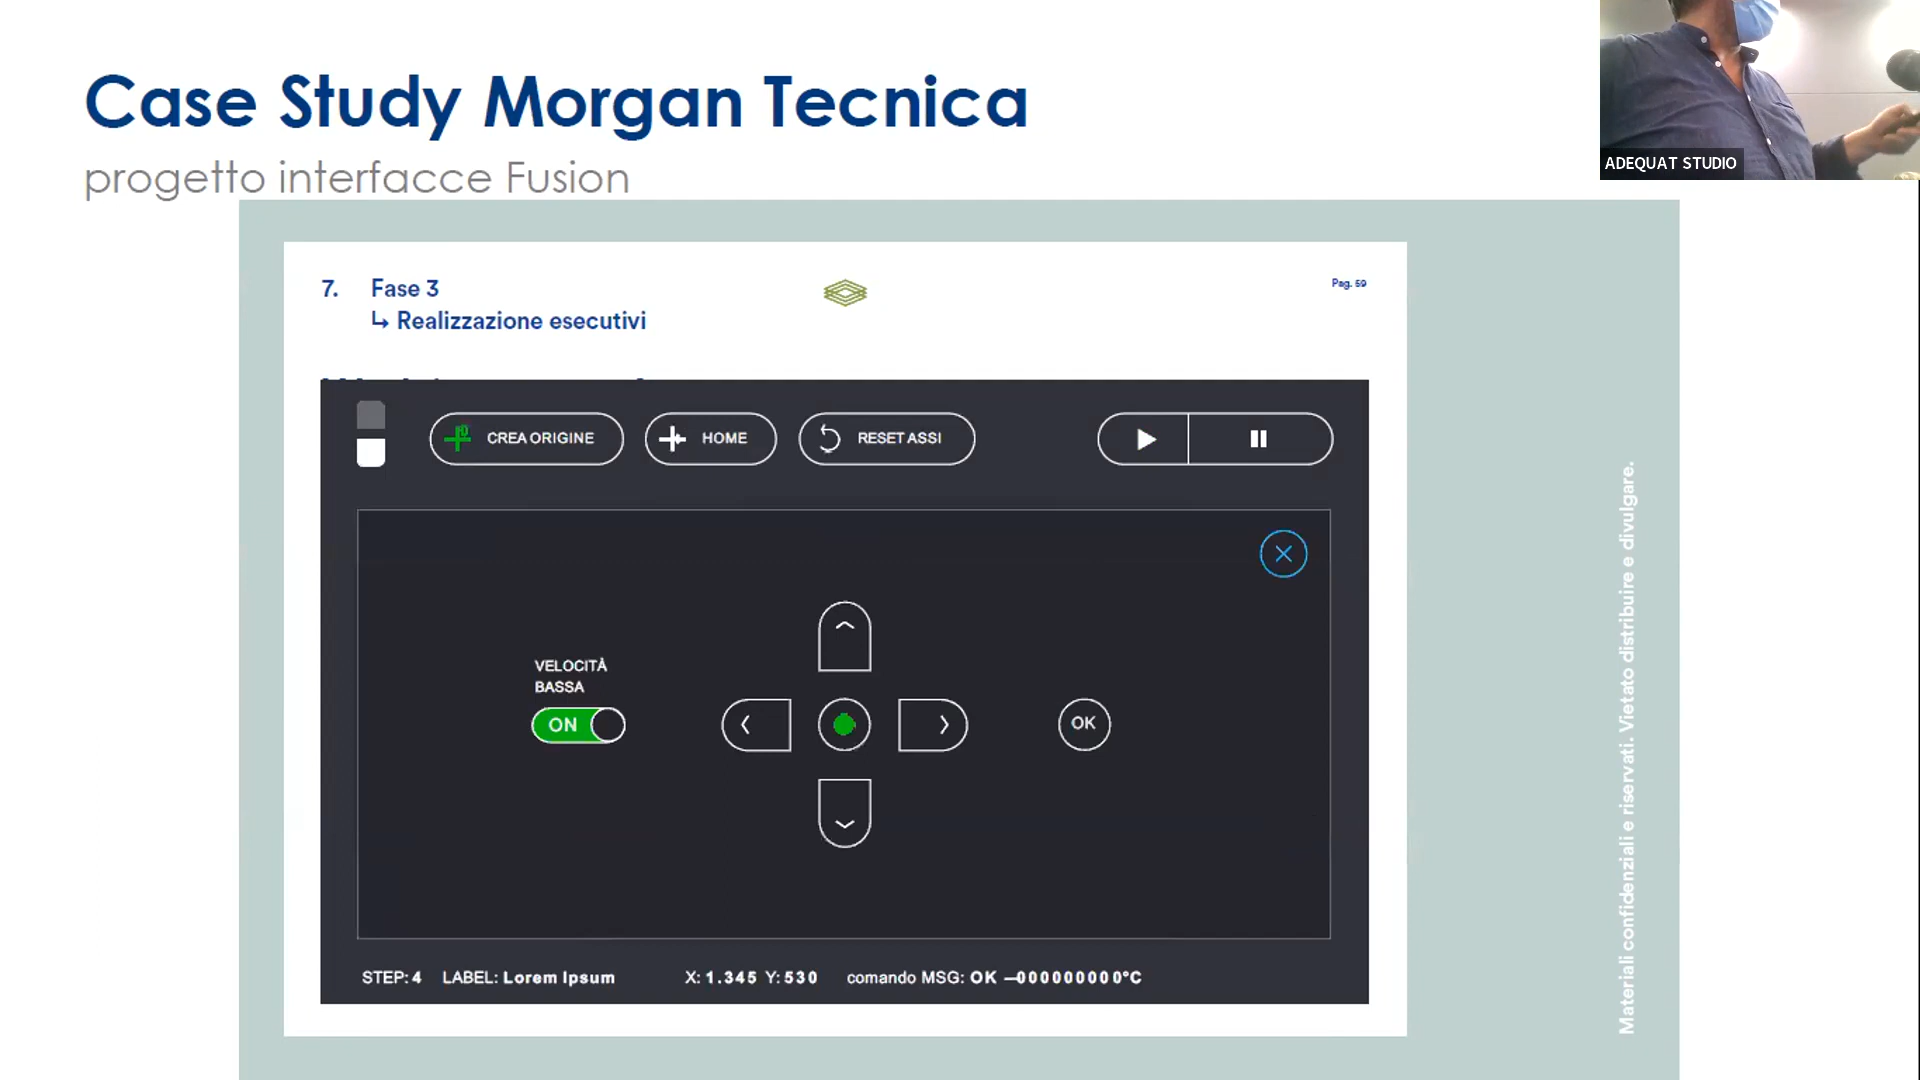 Case Study Morgan Tecnica
progetto interfacce Fusion
ADEQUAT STUDIO
7. Fase 3
↳ Realizzazione esecutivi
Pag. 59
CREA ORIGINE
HOME
RESET ASSI
VELOCITÀ
BASSA
ON
OK
STEP: 4 LABEL: Lorem Ipsum X: 1.345 Y: 530 comando MSG: OK —000000000°C
Materiali confidenziali e riservati. Vietato distribuire e divulgare.